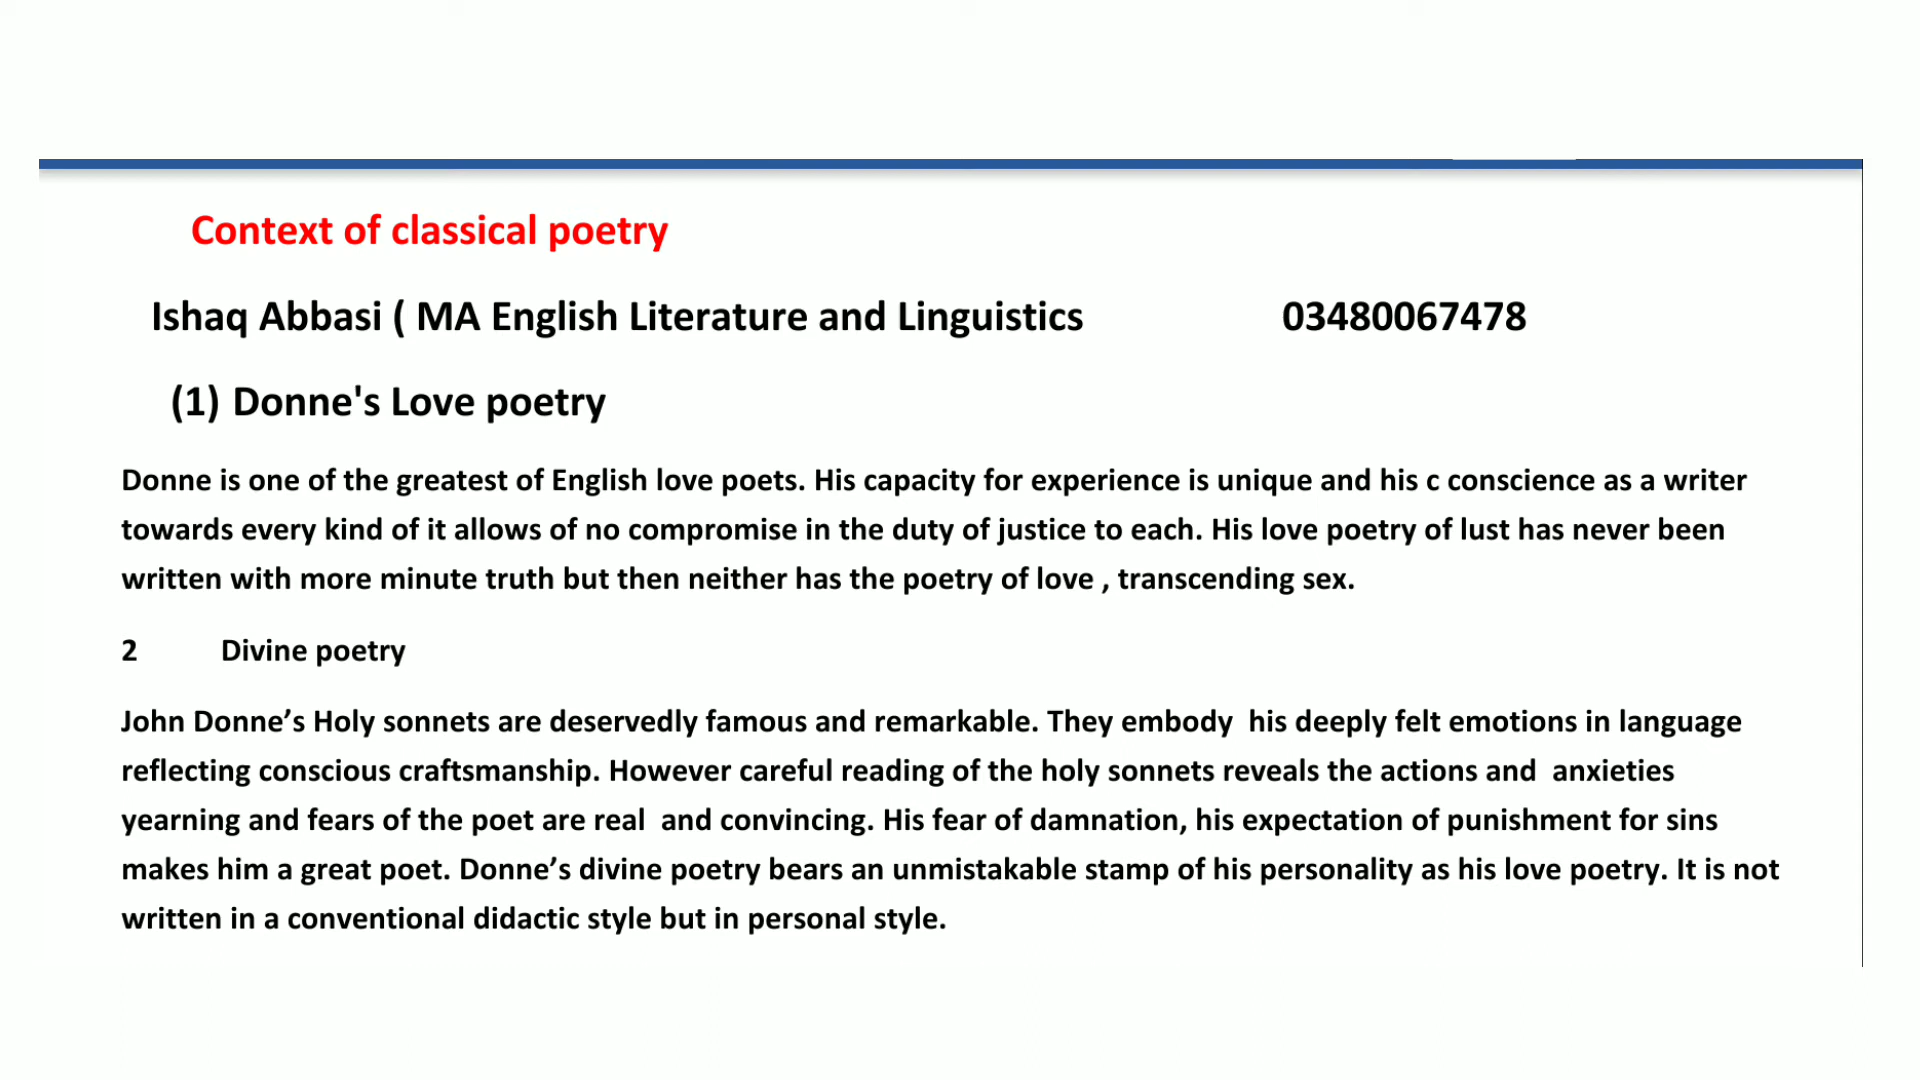 Context of classical poetry
Ishaq Abbasi ( MA English Literature and Linguistics 03480067478
(1) Donne's Love poetry
Donne is one of the greatest of English love poets. His capacity for experience is unique and his c conscience as a writer
towards every kind of it allows of no compromise in the duty of justice to each. His love poetry of lust has never been
written with more minute truth but then neither has the poetry of love , transcending sex.
2 Divine poetry
John Donne’s Holy sonnets are deservedly famous and remarkable. They embody  his deeply felt emotions in language
reflecting conscious craftsmanship. However careful reading of the holy sonnets reveals the actions and  anxieties
yearning and fears of the poet are real  and convincing. His fear of damnation, his expectation of punishment for sins
makes him a great poet. Donne’s divine poetry bears an unmistakable stamp of his personality as his love poetry. It is not
written in a conventional didactic style but in personal style.